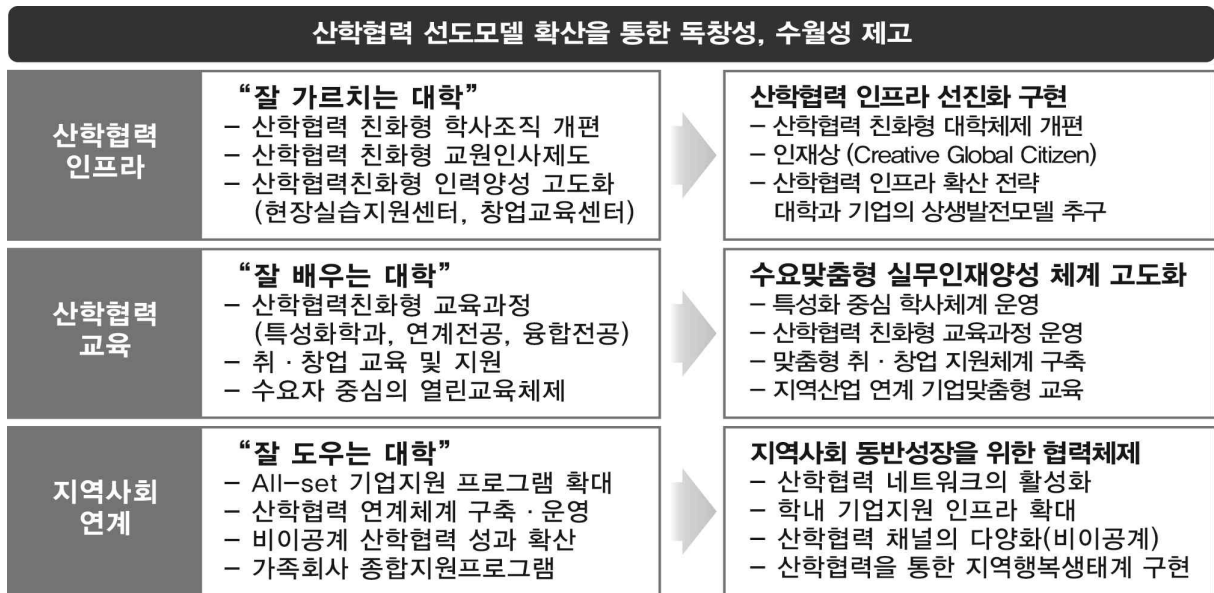 산학협력 선도모델 확산을 통한 독창성, 수월성 제고
산학협력
인프라
“잘 가르치는 대학”
– 산학협력 친화형 학사조직 개편
– 산학협력 친화형 교원인사제도
– 산학협력친화형 인력양성 고도화
(현장실습지원센터, 창업교육센터)
산학협력 인프라 선진화 구현
– 산학협력 친화형 대학체제 개편
– 인재상 (Creative Global Citizen)
– 산학협력 인프라 확산 전략
대학과 기업의 상생발전모델 추구
산학협력
교육
“잘 배우는 대학”
– 산학협력친화형 교육과정
(특성화학과, 연계전공, 융합전공)
– 취 · 창업 교육 및 지원
– 수요자 중심의 열린교육체제
수요맞춤형 실무인재양성 체계 고도화
– 특성화 중심 학사체계 운영
– 산학협력 친화형 교육과정 운영
– 맞춤형 취 · 창업 지원체계 구축
– 지역산업 연계 기업맞춤형 교육
지역사회
연계
“잘 도우는 대학”
– All-set 기업지원 프로그램 확대
– 산학협력 연계체계 구축 · 운영
– 비이공계 산학협력 성과 확산
– 가족회사 종합지원프로그램
지역사회 동반성장을 위한 협력체제
– 산학협력 네트워크의 활성화
– 학내 기업지원 인프라 확대
– 산학협력 채널의 다양화(비이공계)
– 산학협력을 통한 지역행복생태계 구현